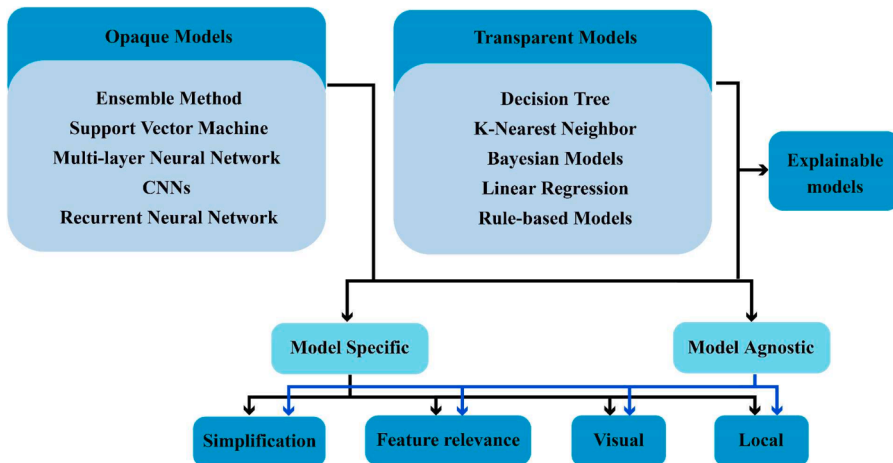 Opaque Models
Ensemble Method
Support Vector Machine
Multi-layer Neural Network
CNNs
Recurrent Neural Network
Transparent Models
Decision Tree
K-Nearest Neighbor
Bayesian Models
Linear Regression
Rule-based Models
Explainable
models
Model Specific
Model Agnostic
Simplification
Feature relevance
Visual
Local